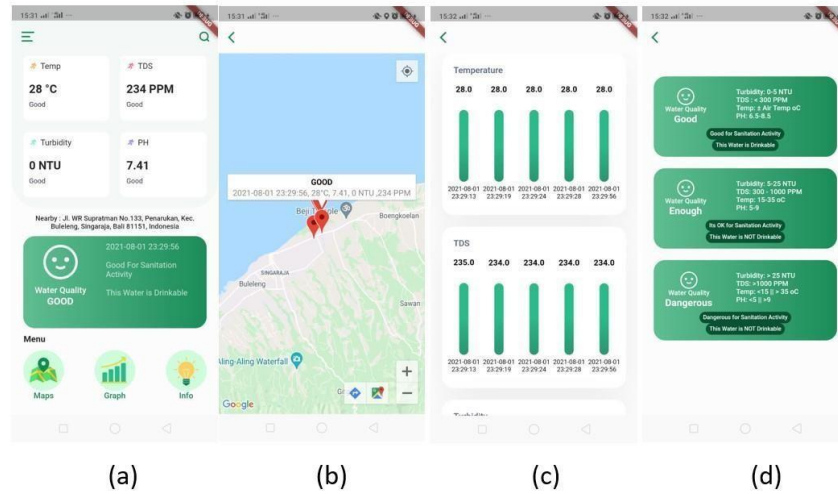 15:31
Temp
28 °C
Good
TDS
234 PPM
Good
Turbidity
0 NTU
Good
PH
7.41
Good
Nearby : Jl. WR Supratman No.133, Penarukan, Kec.
Buleleng, Singaraja, Bali 81151, Indonesia
Water Quality
GOOD
2021-08-01 23:29:56
Good For Sanitation
Activity
This Water is Drinkable
Menu
Maps
Graph
Info
(a)
15:31
GOOD
2021-08-01 23:29:56, 28°C, 7.41, 0 NTU ,234 PPM
Beji Temple
Boengkoelan
SINGARAJA
Buleleng
Sawan
Aling-Aling Waterfall
Google
(b)
15:32
Temperature
28.0 28.0 28.0 28.0 28.0
2021-08-01 2021-08-01 2021-08-01 2021-08-01 2021-08-01
23:29:13 23:29:19 23:29:24 23:29:28 23:29:56
TDS
235.0 234.0 234.0 234.0 234.0
2021-08-01 2021-08-01 2021-08-01 2021-08-01 2021-08-01
23:29:13 23:29:19 23:29:24 23:29:28 23:29:56
Turbidity
(c)
15:32
Water Quality
Good
Turbidity: 0-5 NTU
TDS : < 300 PPM
Temp: ± Air Temp oC
PH: 6.5-8.5
Good for Sanitation Activity
This Water is Drinkable
Water Quality
Enough
Turbidity: 5-25 NTU
TDS: 300 - 1000 PPM
Temp: 15-35 oC
PH: 5-9
Its OK for Sanitation Activity
This Water is NOT Drinkable
Water Quality
Dangerous
Turbidity: > 25 NTU
TDS: >1000 PPM
Temp: <15 || > 35 oC
PH: <5 || >9
Dangerous for Sanitation Activity
This Water is NOT Drinkable
(d)